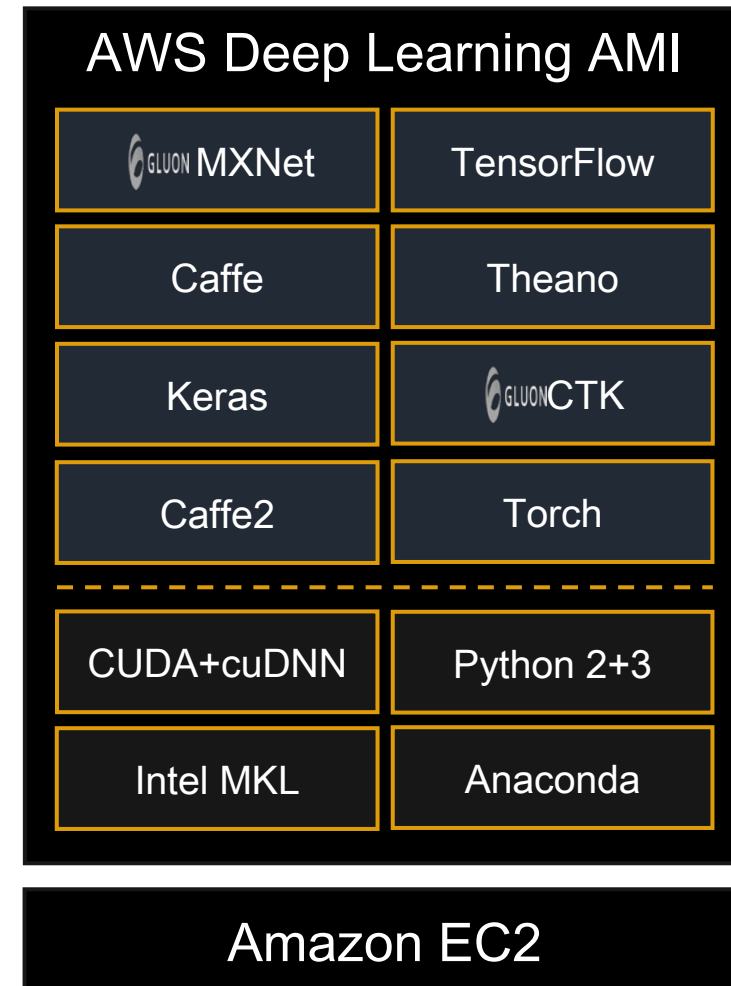 AWS Deep Learning AMI
GLUON MXNet
TensorFlow
Caffe
Theano
Keras
GLUON CTK
Caffe2
Torch
CUDA+cuDNN
Python 2+3
Intel MKL
Anaconda
Amazon EC2